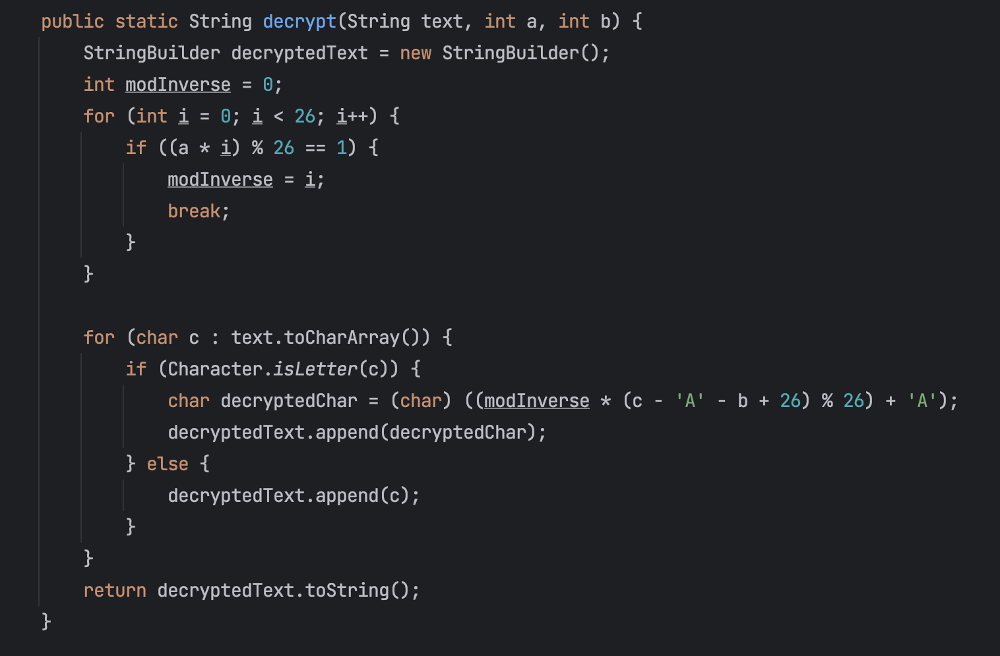 public static String decrypt(String text, int a, int b) {
    StringBuilder decryptedText = new StringBuilder();
    int modInverse = 0;
    for (int i = 0; i < 26; i++) {
        if ((a * i) % 26 == 1) {
            modInverse = i;
            break;
        }
    }

    for (char c : text.toCharArray()) {
        if (Character.isLetter(c)) {
            char decryptedChar = (char) ((modInverse * (c - 'A' - b + 26) % 26) + 'A');
            decryptedText.append(decryptedChar);
        } else {
            decryptedText.append(c);
        }
    }
    return decryptedText.toString();
}